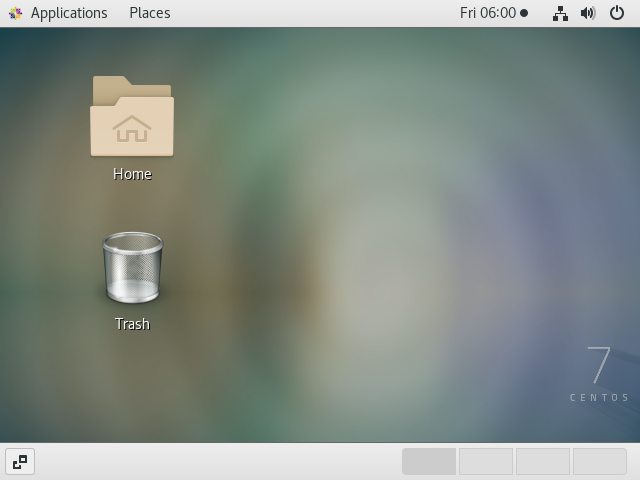 Applications Places Fri 06:00
Home
Trash
7
CENTOS